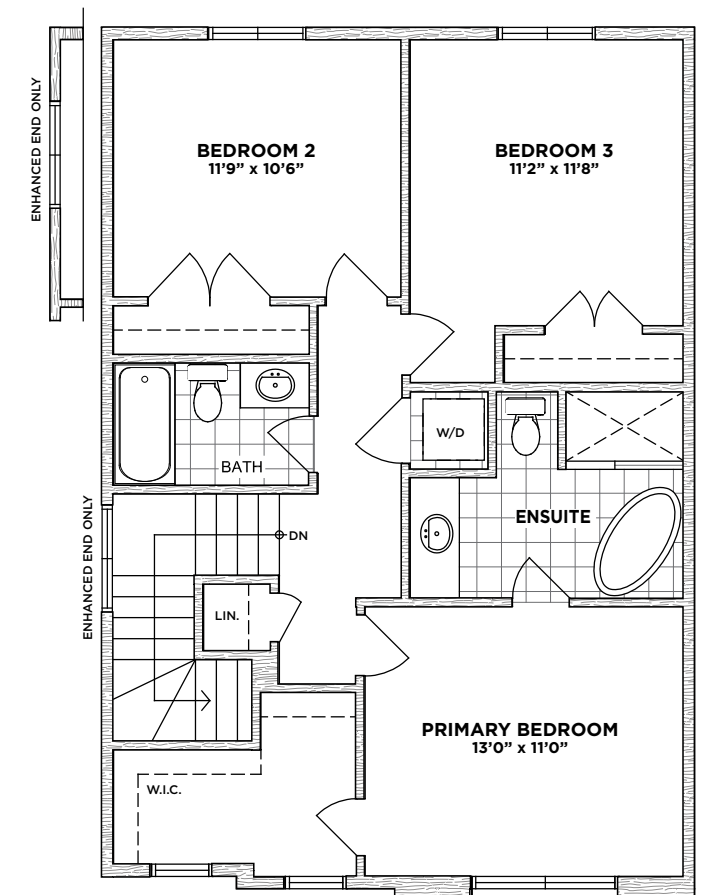 ENHANCED END ONLY
BEDROOM 2
11’9” x 10’6”
BEDROOM 3
11’2” x 11’8”
W/D
BATH
ENSUITE
ENHANCED END ONLY
DN
LIN.
PRIMARY BEDROOM
13’0” x 11’0”
W.I.C.